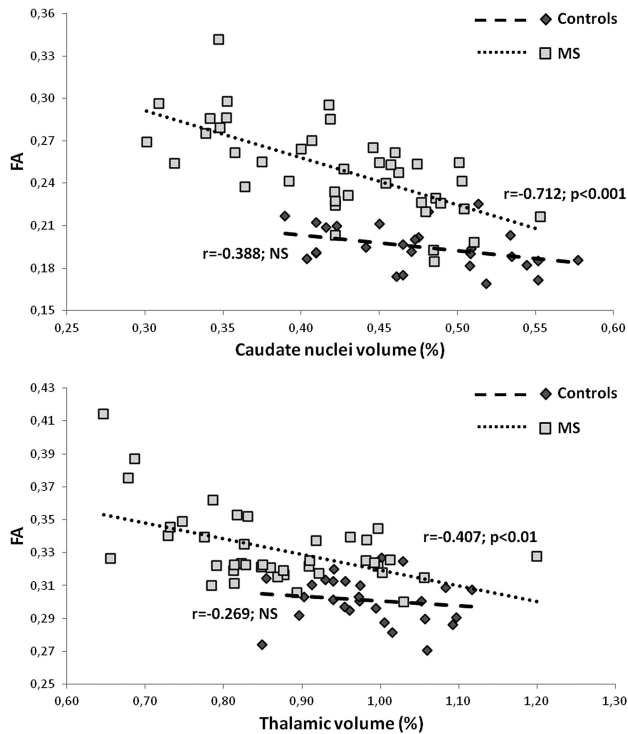 0,36
0,33
0,30
0,27
0,24
0,21
0,18
0,15
FA
Controls
MS
r=-0.712; p<0.001
r=-0.388; NS
0,25 0,30 0,35 0,40 0,45 0,50 0,55 0,60
Caudate nuclei volume (%)
0,43
0,41
0,39
0,37
0,35
0,33
0,31
0,29
0,27
0,25
FA
Controls
MS
r=-0.407; p<0.01
r=-0.269; NS
0,60 0,70 0,80 0,90 1,00 1,10 1,20 1,30
Thalamic volume (%)